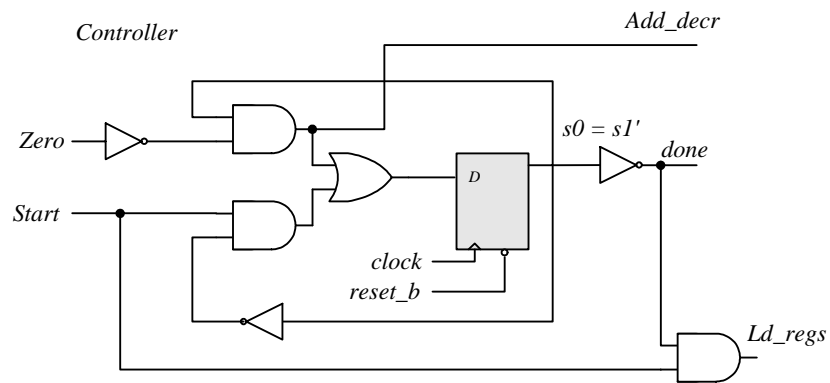 Controller
Add_decr
Zero
s0 = s1'
done
D
Start
clock
reset_b
Ld_regs